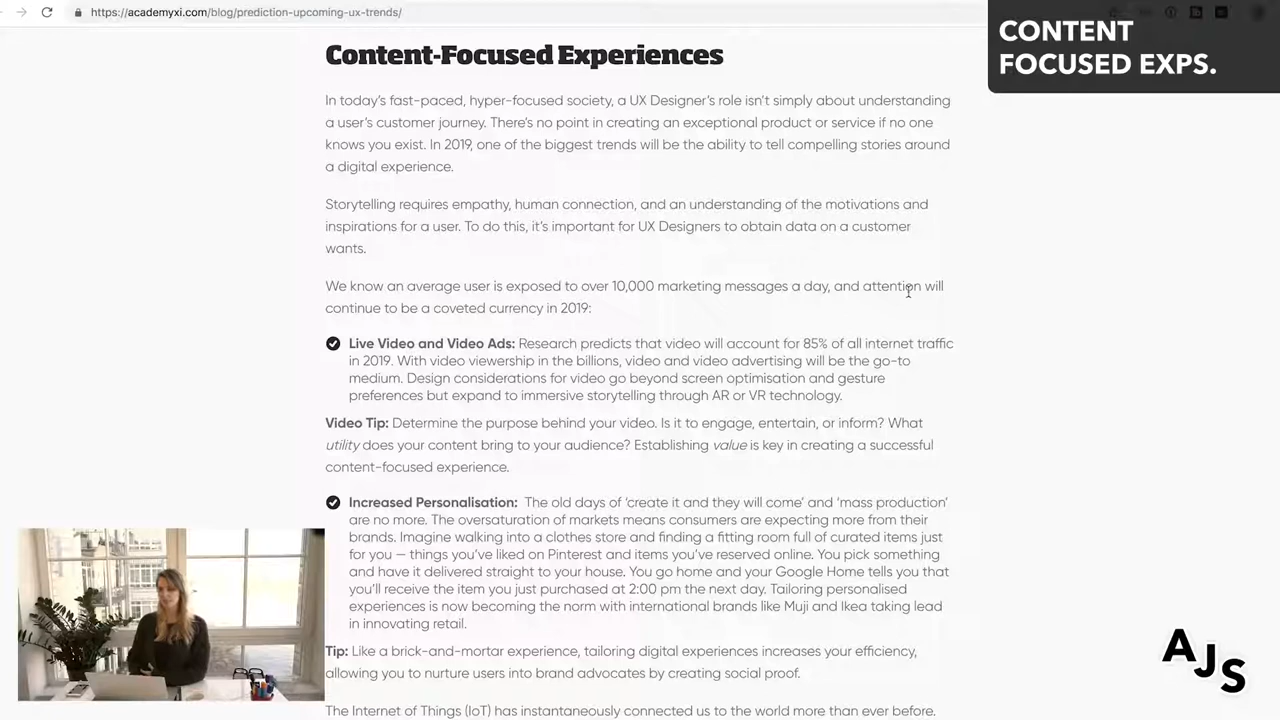 https://academyxi.com/blog/prediction-upcoming-ux-trends/
CONTENT
FOCUSED EXPS.
Content-Focused Experiences
In today’s fast-paced, hyper-focused society, a UX Designer’s role isn’t simply about understanding
a user’s customer journey. There’s no point in creating an exceptional product or service if no one
knows you exist. In 2019, one of the biggest trends will be the ability to tell compelling stories around
a digital experience.
Storytelling requires empathy, human connection, and an understanding of the motivations and
inspirations for a user. To do this, it’s important for UX Designers to obtain data on a customer
wants.
We know an average user is exposed to over 10,000 marketing messages a day, and attention will
continue to be a coveted currency in 2019:
Live Video and Video Ads: Research predicts that video will account for 85% of all internet traffic
in 2019. With video viewership in the billions, video and video advertising will be the go-to
medium. Design considerations for video go beyond screen optimisation and gesture
preferences but expand to immersive storytelling through AR or VR technology.
Video Tip: Determine the purpose behind your video. Is it to engage, entertain, or inform? What
utility does your content bring to your audience? Establishing value is key in creating a successful
content-focused experience.
Increased Personalisation: The old days of ‘create it and they will come’ and ‘mass production’
are no more. The oversaturation of markets means consumers are expecting more from their
brands. Imagine walking into a clothes store and finding a fitting room full of curated items just
for you — things you’ve liked on Pinterest and items you’ve reserved online. You pick something
and have it delivered straight to your house. You go home and your Google Home tells you that
you’ll receive the item you just purchased at 2:00 pm the next day. Tailoring personalised
experiences is now becoming the norm with international brands like Muji and Ikea taking lead
in innovating retail.
Tip: Like a brick-and-mortar experience, tailoring digital experiences increases your efficiency,
allowing you to nurture users into brand advocates by creating social proof.
The Internet of Things (IoT) has instantaneously connected us to the world more than ever before.
AJS